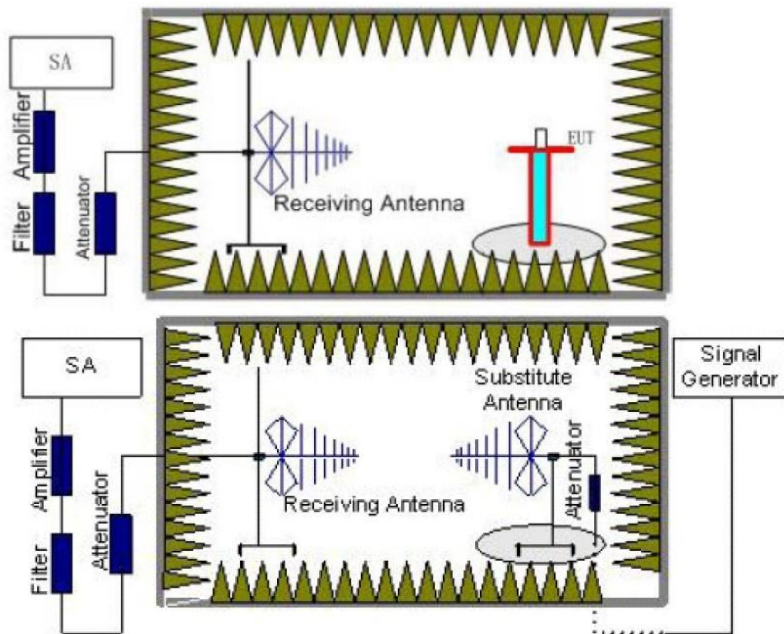 SA
Amplifier
Filter
Attenuator
Receiving Antenna
EUT
SA
Amplifier
Filter
Attenuator
Receiving Antenna
Substitute
Antenna
Attenuator
Signal
Generator